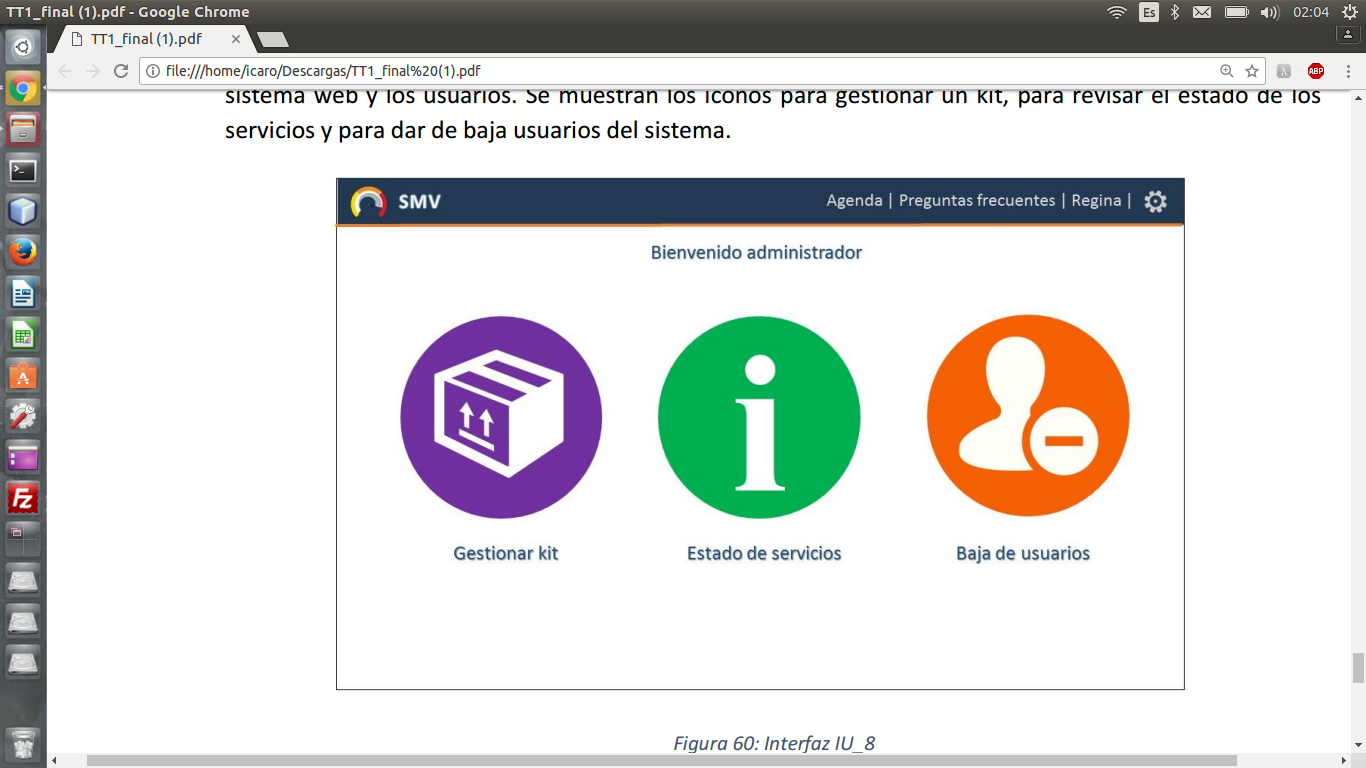 TT1_final (1).pdf - Google Chrome
Es
02:04
TT1_final (1).pdf
file:///home/icaro/Descargas/TT1_final%20(1).pdf
ABP
sistema web y los usuarios. Se muestran los iconos para gestionar un kit, para revisar el estado de los
servicios y para dar de baja usuarios del sistema.
SMV
Agenda | Preguntas frecuentes | Regina |
Bienvenido administrador
Gestionar kit
Estado de servicios
Baja de usuarios
Figura 60: Interfaz IU_8